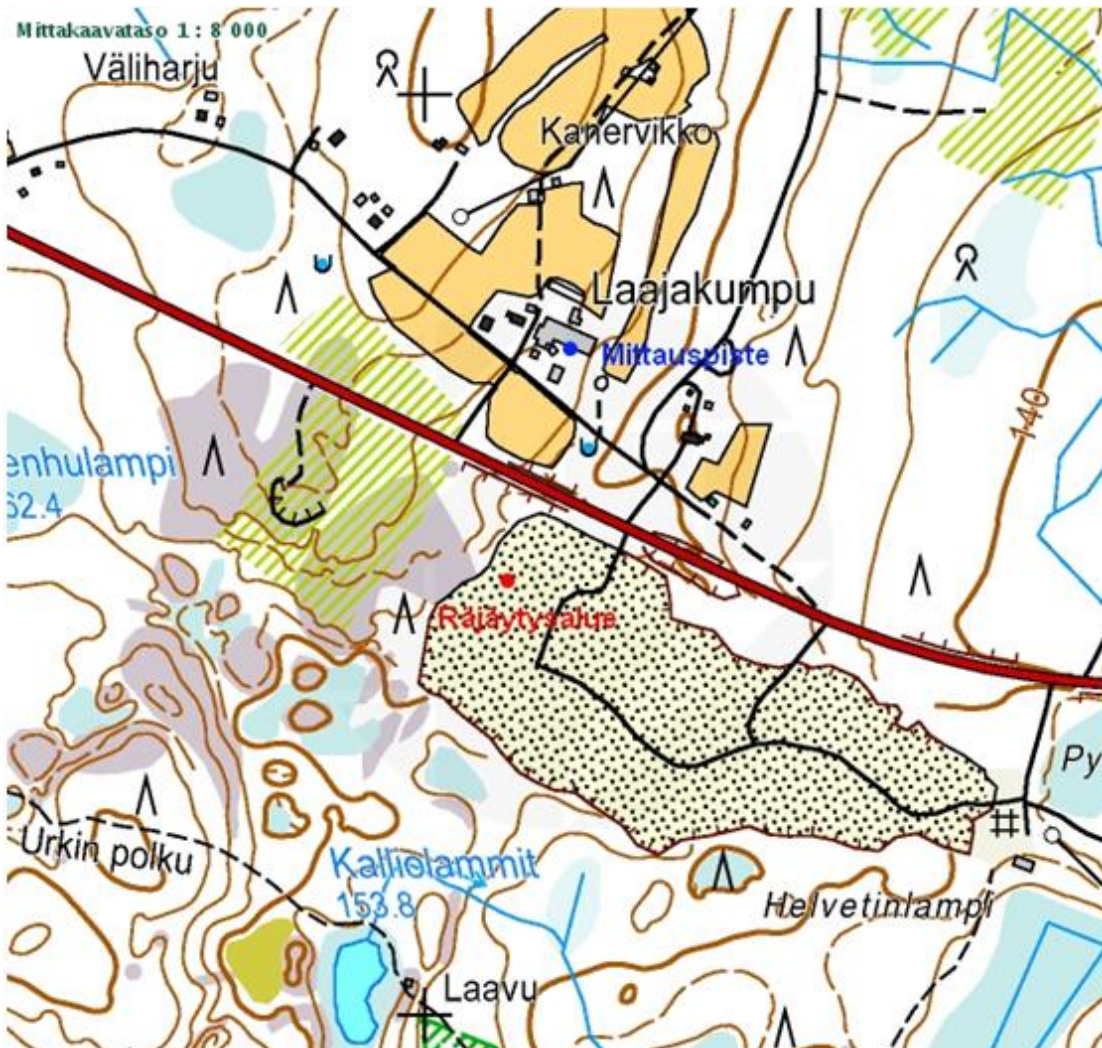 Mittakaavataso 1 : 8 000
Väliharju
Kanervikko
Laajakumpu
Mittauspiste
140
enhulampi
62.4
Räjäytysalue
Py
Urkin polku
Kalliolammit
153.8
Helvetinlampi
Laavu